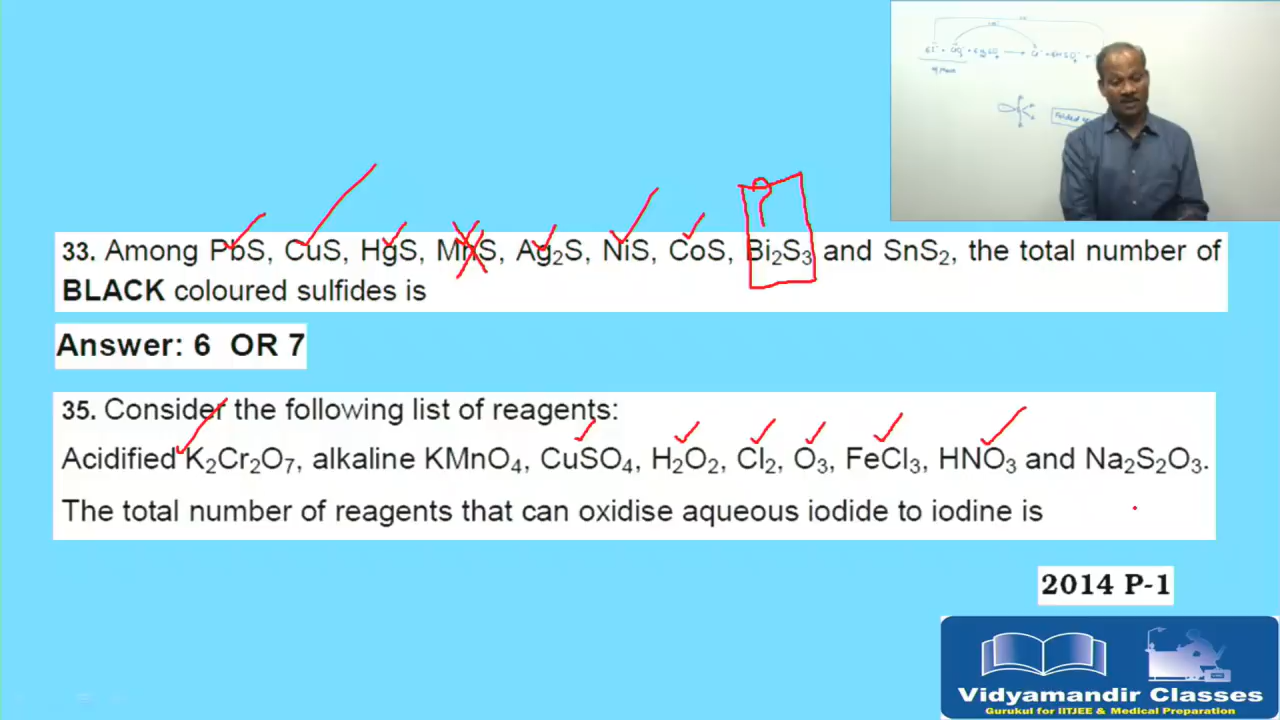 33. Among PbS, CuS, HgS, MnS, Ag₂S, NiS, CoS, Bi₂S₃ and SnS₂, the total number of
BLACK coloured sulfides is
Answer: 6 OR 7
35. Consider the following list of reagents:
Acidified K₂Cr₂O₇, alkaline KMnO₄, CuSO₄, H₂O₂, Cl₂, O₃, FeCl₃, HNO₃ and Na₂S₂O₃.
The total number of reagents that can oxidise aqueous iodide to iodine is
2014 P-1
Vidyamandir Classes
Gurukul for IITJEE & Medical Preparation